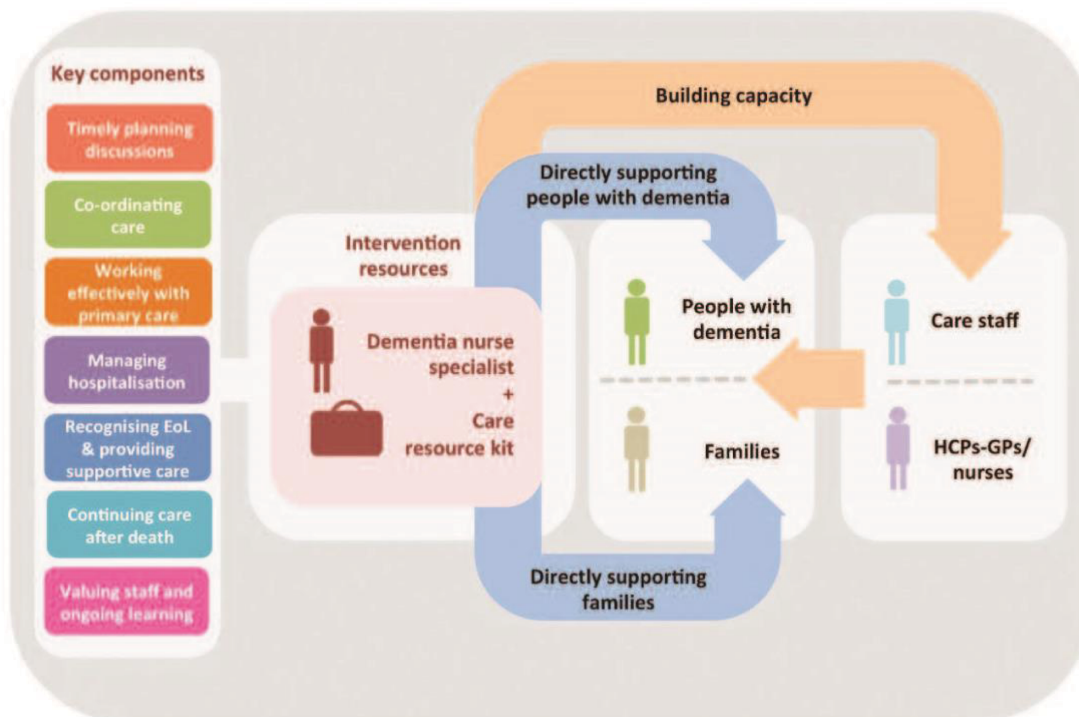 Key components
Timely planning
discussions
Co-ordinating
care
Working
effectively with
primary care
Managing
hospitalisation
Recognising EoL
& providing
supportive care
Continuing care
after death
Valuing staff and
ongoing learning
Building capacity
Directly supporting
people with dementia
Intervention
resources
Dementia nurse
specialist
+
Care
resource kit
People with
dementia
Families
Care staff
HCPs-GPs/
nurses
Directly supporting
families